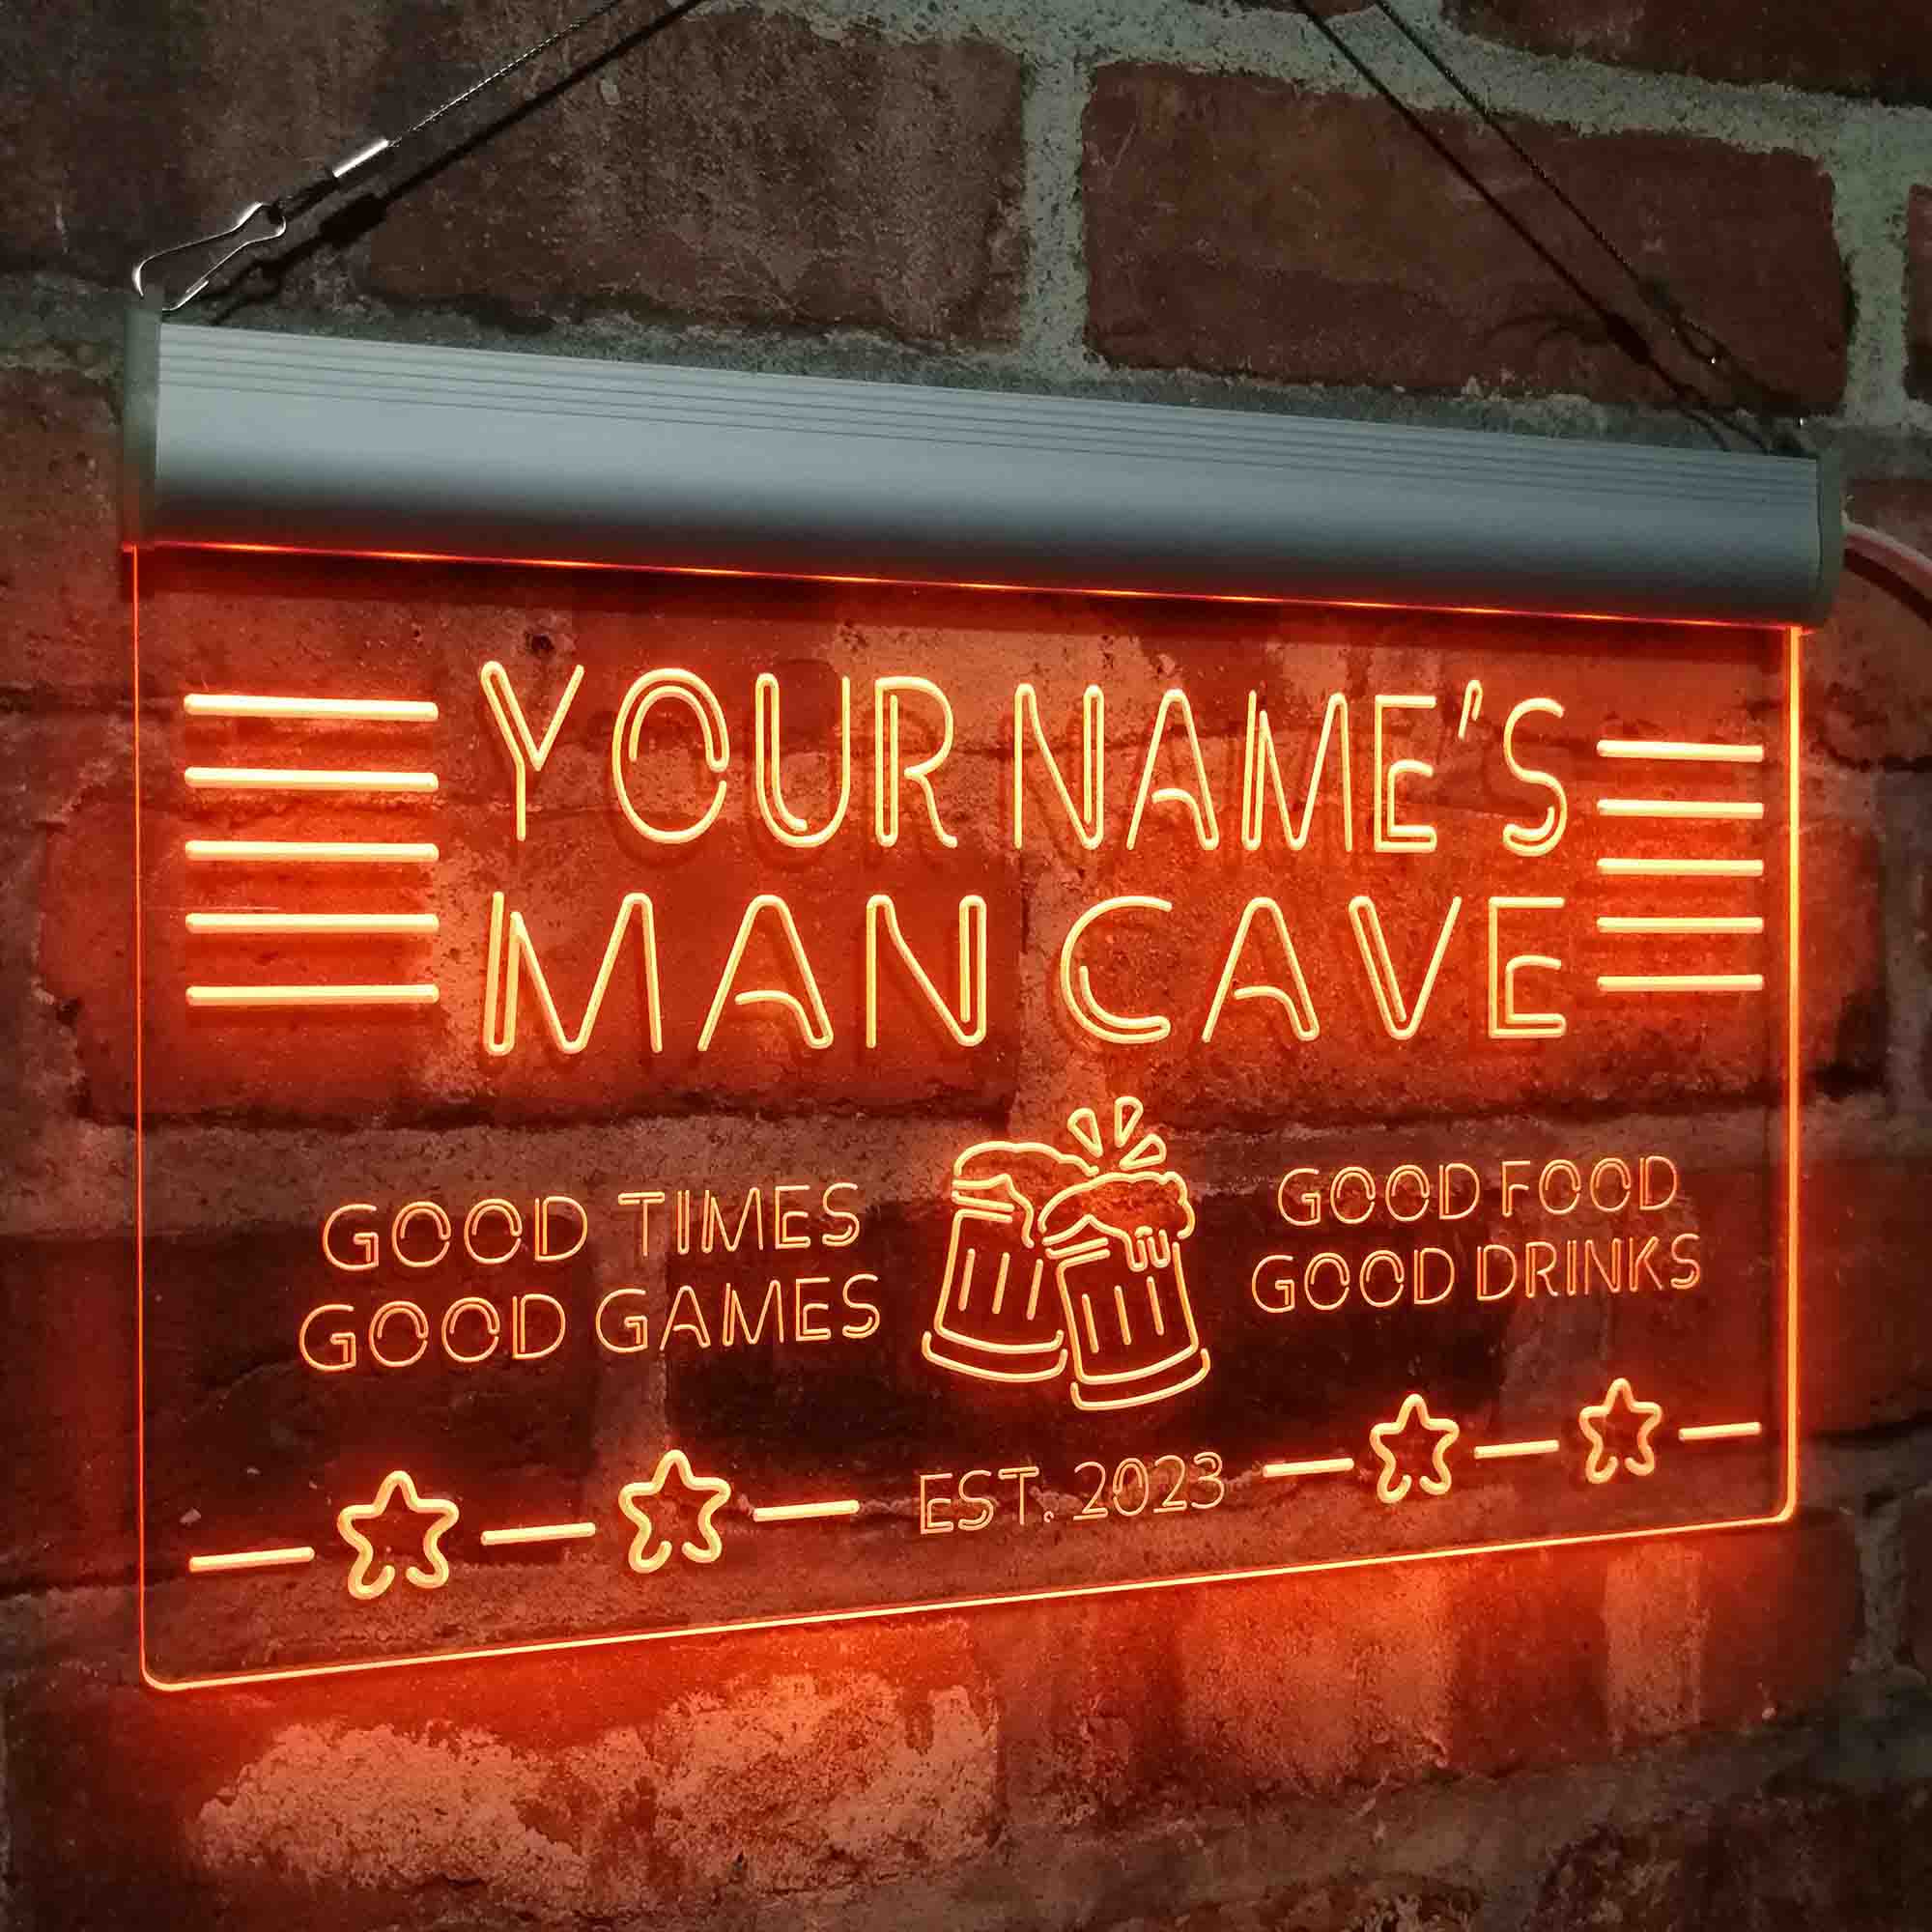 YOUR NAME'S
MAN CAVE
GOOD TIMES
GOOD GAMES
GOOD FOOD
GOOD DRINKS
EST. 2023